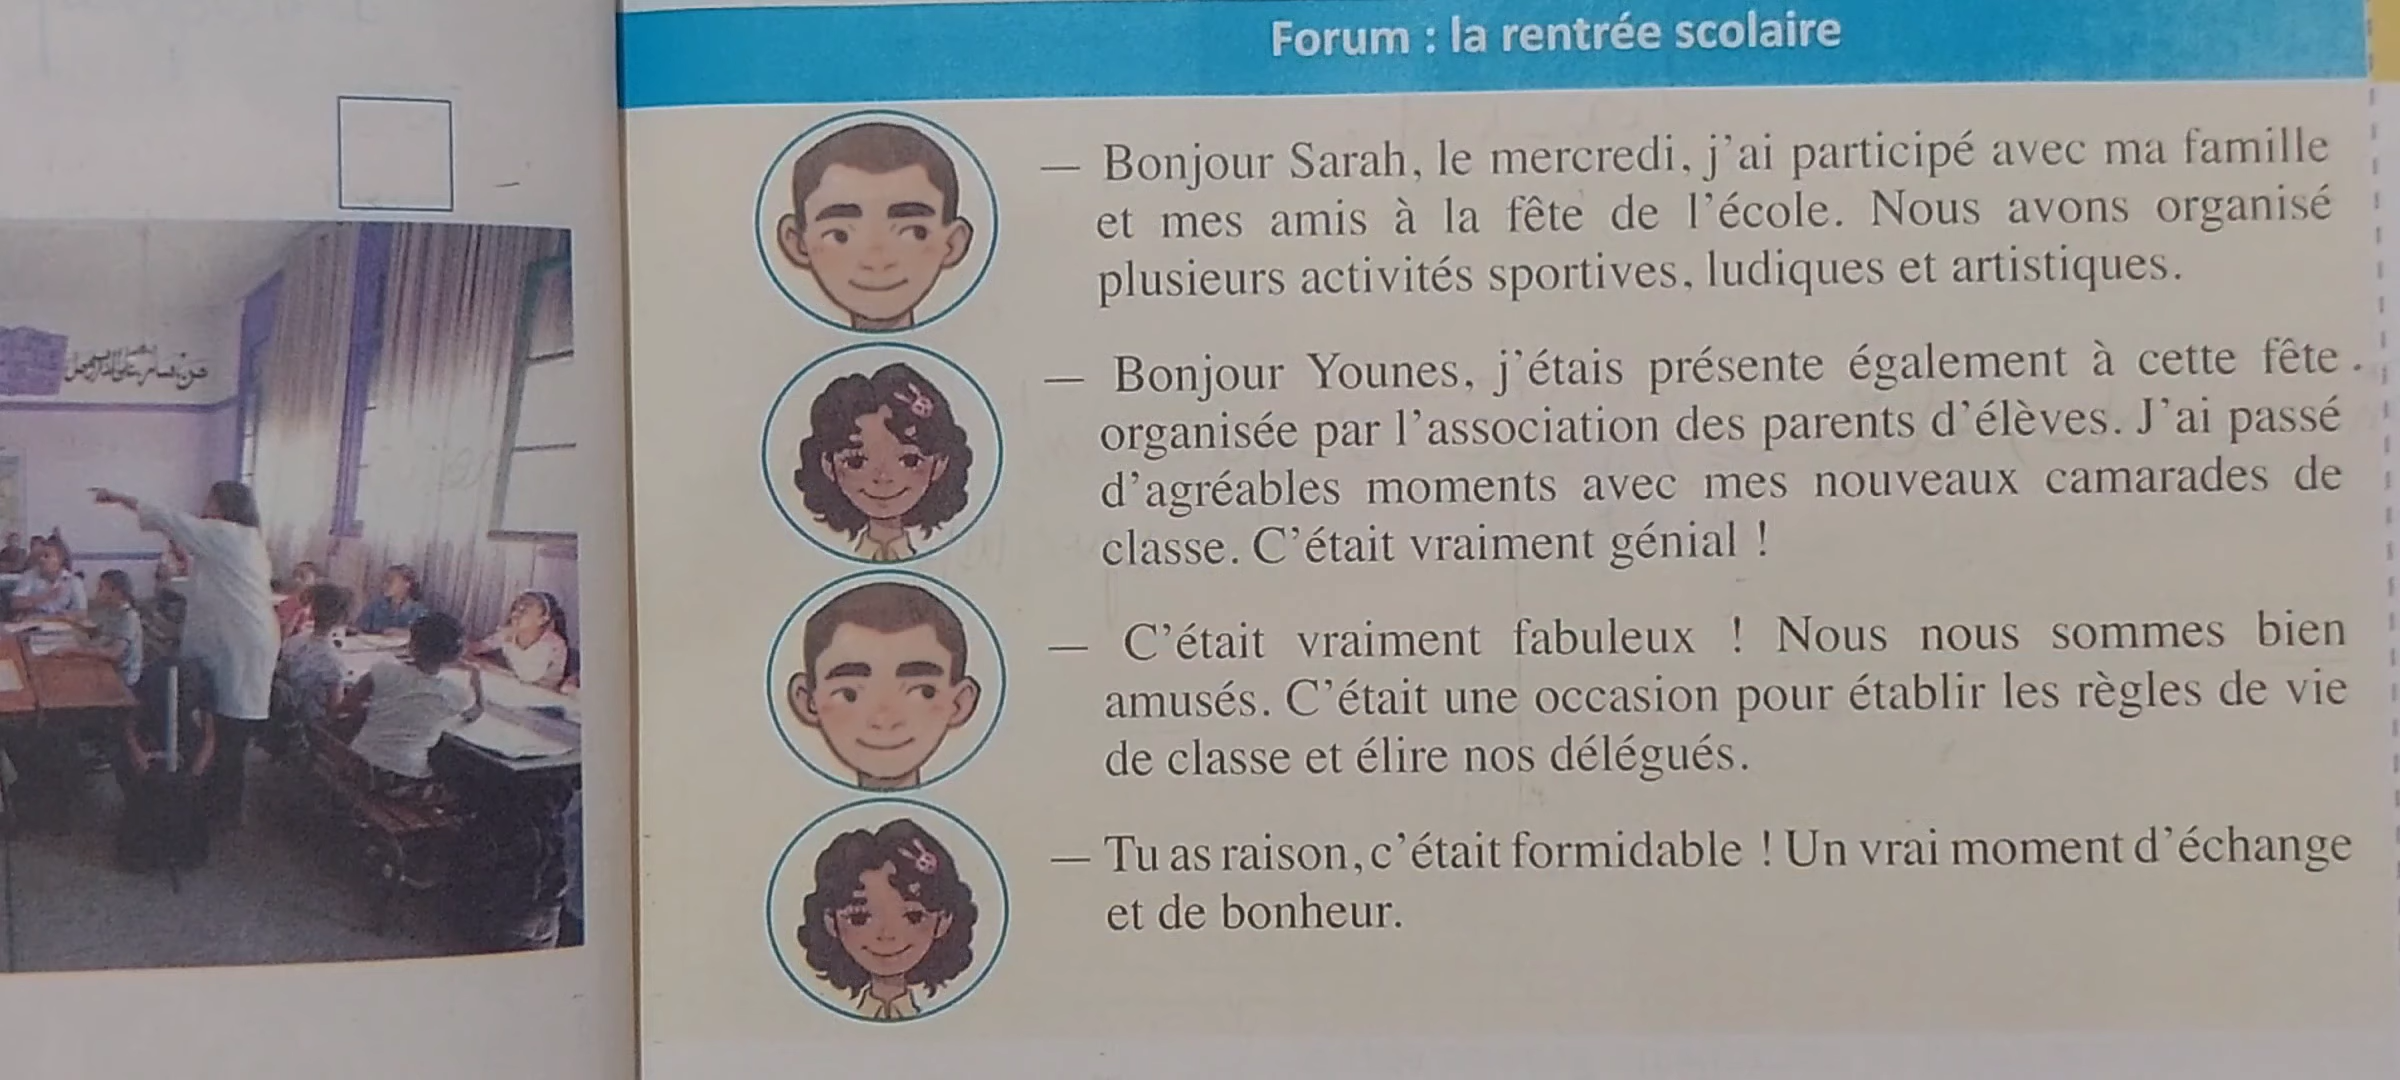 Forum : la rentrée scolaire
— Bonjour Sarah, le mercredi, j'ai participé avec ma famille
et mes amis à la fête de l'école. Nous avons organisé
plusieurs activités sportives, ludiques et artistiques.
— Bonjour Younes, j'étais présente également à cette fête
organisée par l'association des parents d'élèves. J'ai passé
d'agréables moments avec mes nouveaux camarades de
classe. C'était vraiment génial !
— C'était vraiment fabuleux ! Nous nous sommes bien
amusés. C'était une occasion pour établir les règles de vie
de classe et élire nos délégués.
— Tu as raison, c'était formidable ! Un vrai moment d'échange
et de bonheur.